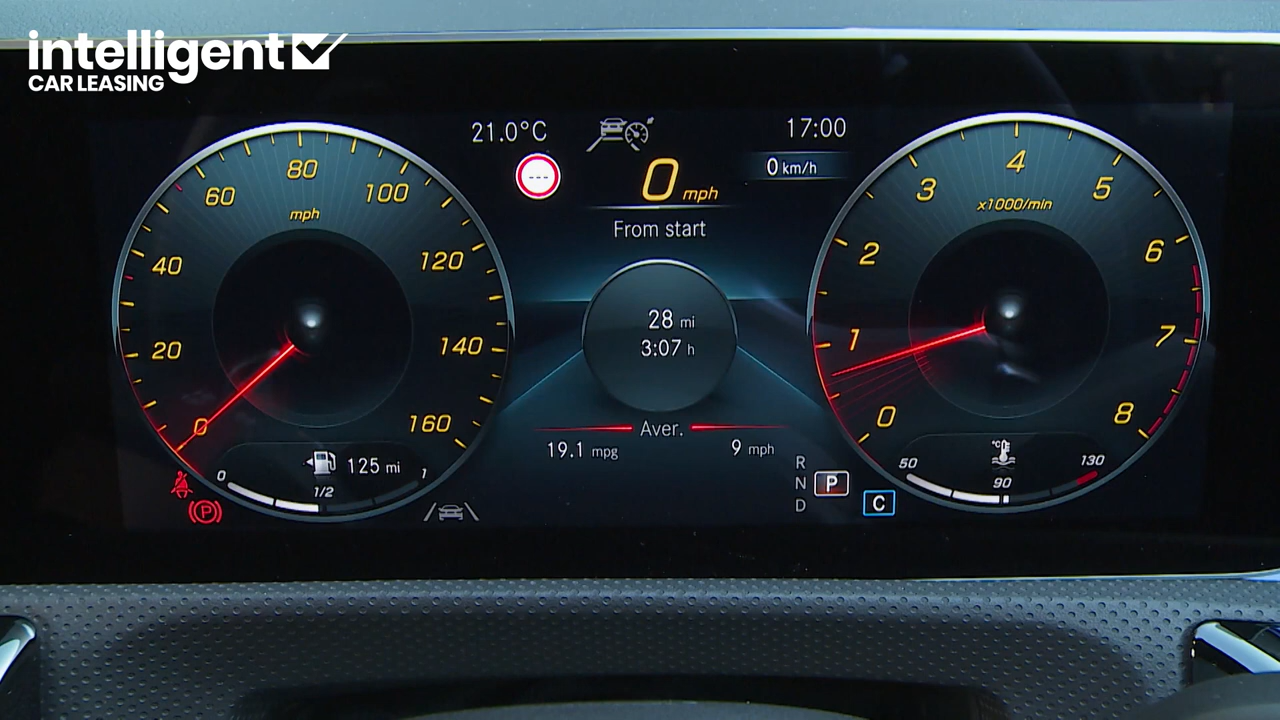 intelligent
CAR LEASING
21.0°C
17:00
0 km/h
0 mph
---
From start
28 mi
3:07 h
Aver.
19.1 mpg
9 mph
0
20
40
60
80
100
120
140
160
mph
0
1
2
3
4
5
6
7
8
x1000/min
125 mi
0
1/2
1
P
R
N P
D
C
°C
50
90
130